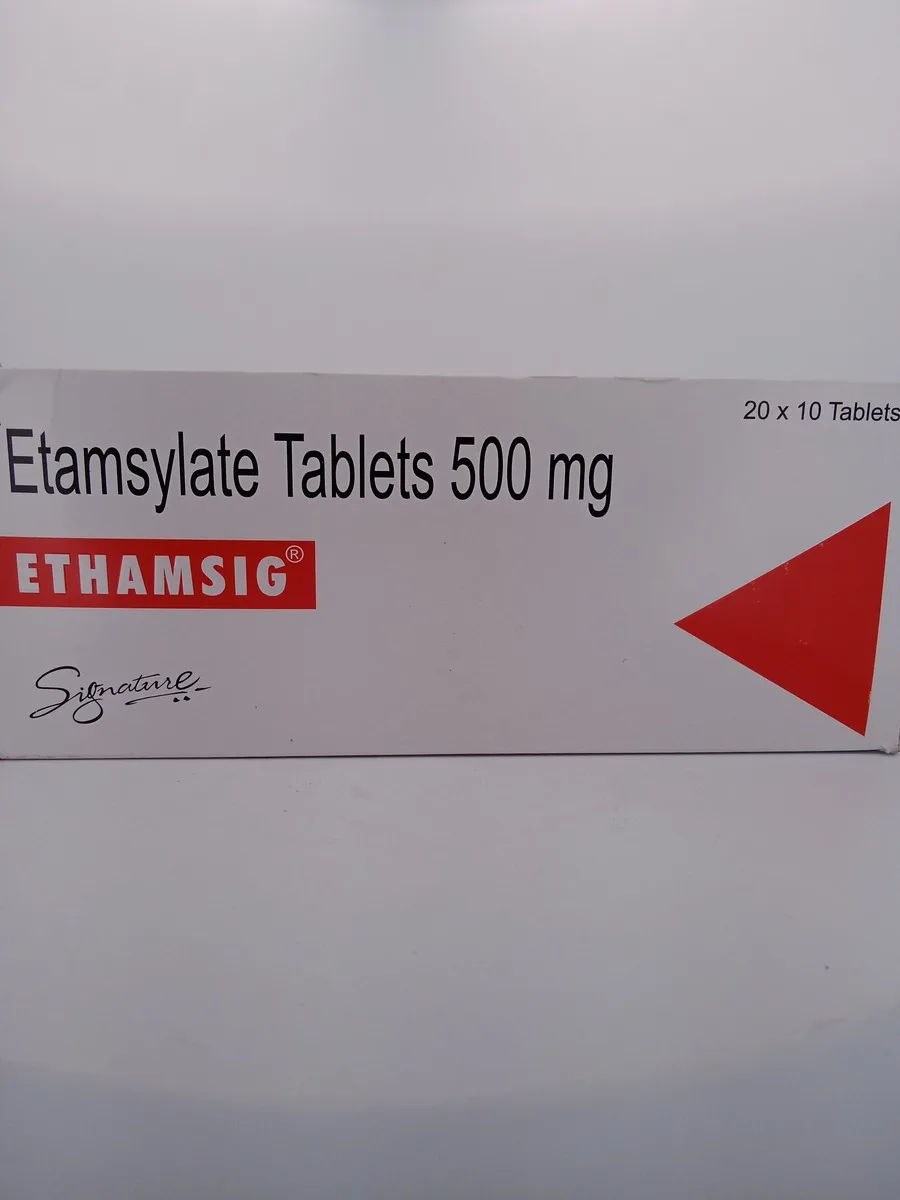 20 x 10 Tablets
Etamsylate Tablets 500 mg
ETHAMSIG®
Signature